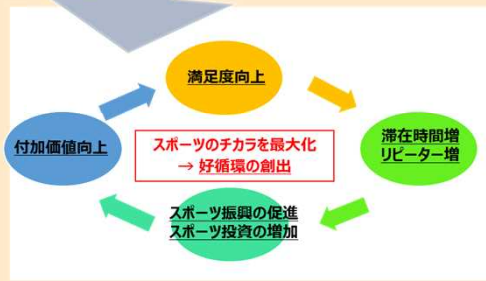 満足度向上
付加価値向上
スポーツのチカラを最大化
→ 好循環の創出
滞在時間増
リピーター増
スポーツ振興の促進
スポーツ投資の増加